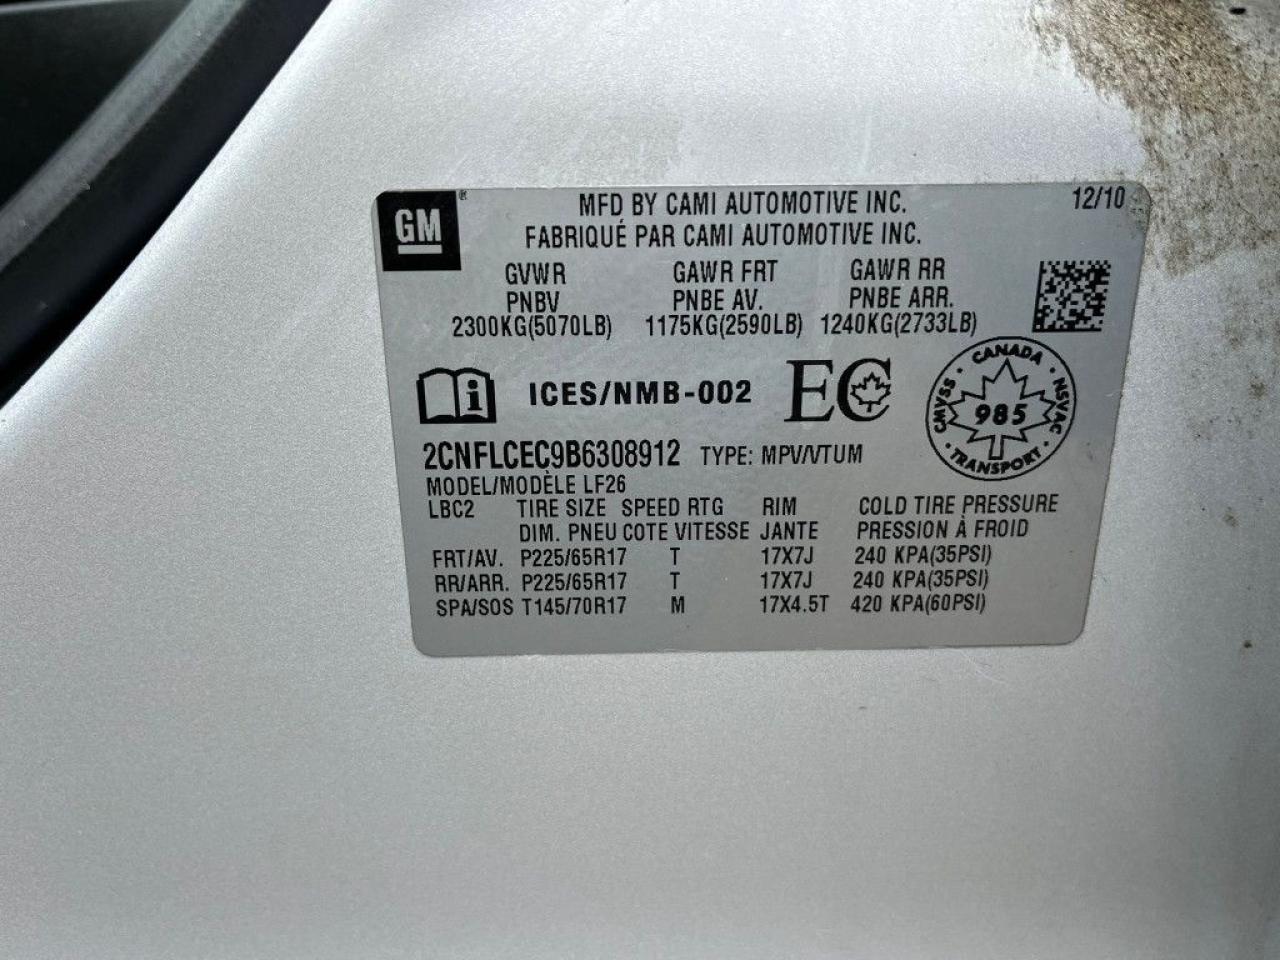 GM ®
MFD BY CAMI AUTOMOTIVE INC. 12/10
FABRIQUÉ PAR CAMI AUTOMOTIVE INC.
GVWR GAWR FRT GAWR RR
PNBV PNBE AV. PNBE ARR.
2300KG(5070LB) 1175KG(2590LB) 1240KG(2733LB)
i ICES/NMB-002 EC
CANADA
CMVSS 985 NSVAC
TRANSPORT
2CNFLCEC9B6308912 TYPE: MPV/VTUM
MODEL/MODÈLE LF26
LBC2 TIRE SIZE SPEED RTG RIM COLD TIRE PRESSURE
DIM. PNEU COTE VITESSE JANTE PRESSION À FROID
FRT/AV. P225/65R17 T 17X7J 240 KPA(35PSI)
RR/ARR. P225/65R17 T 17X7J 240 KPA(35PSI)
SPA/SOS T145/70R17 M 17X4.5T 420 KPA(60PSI)